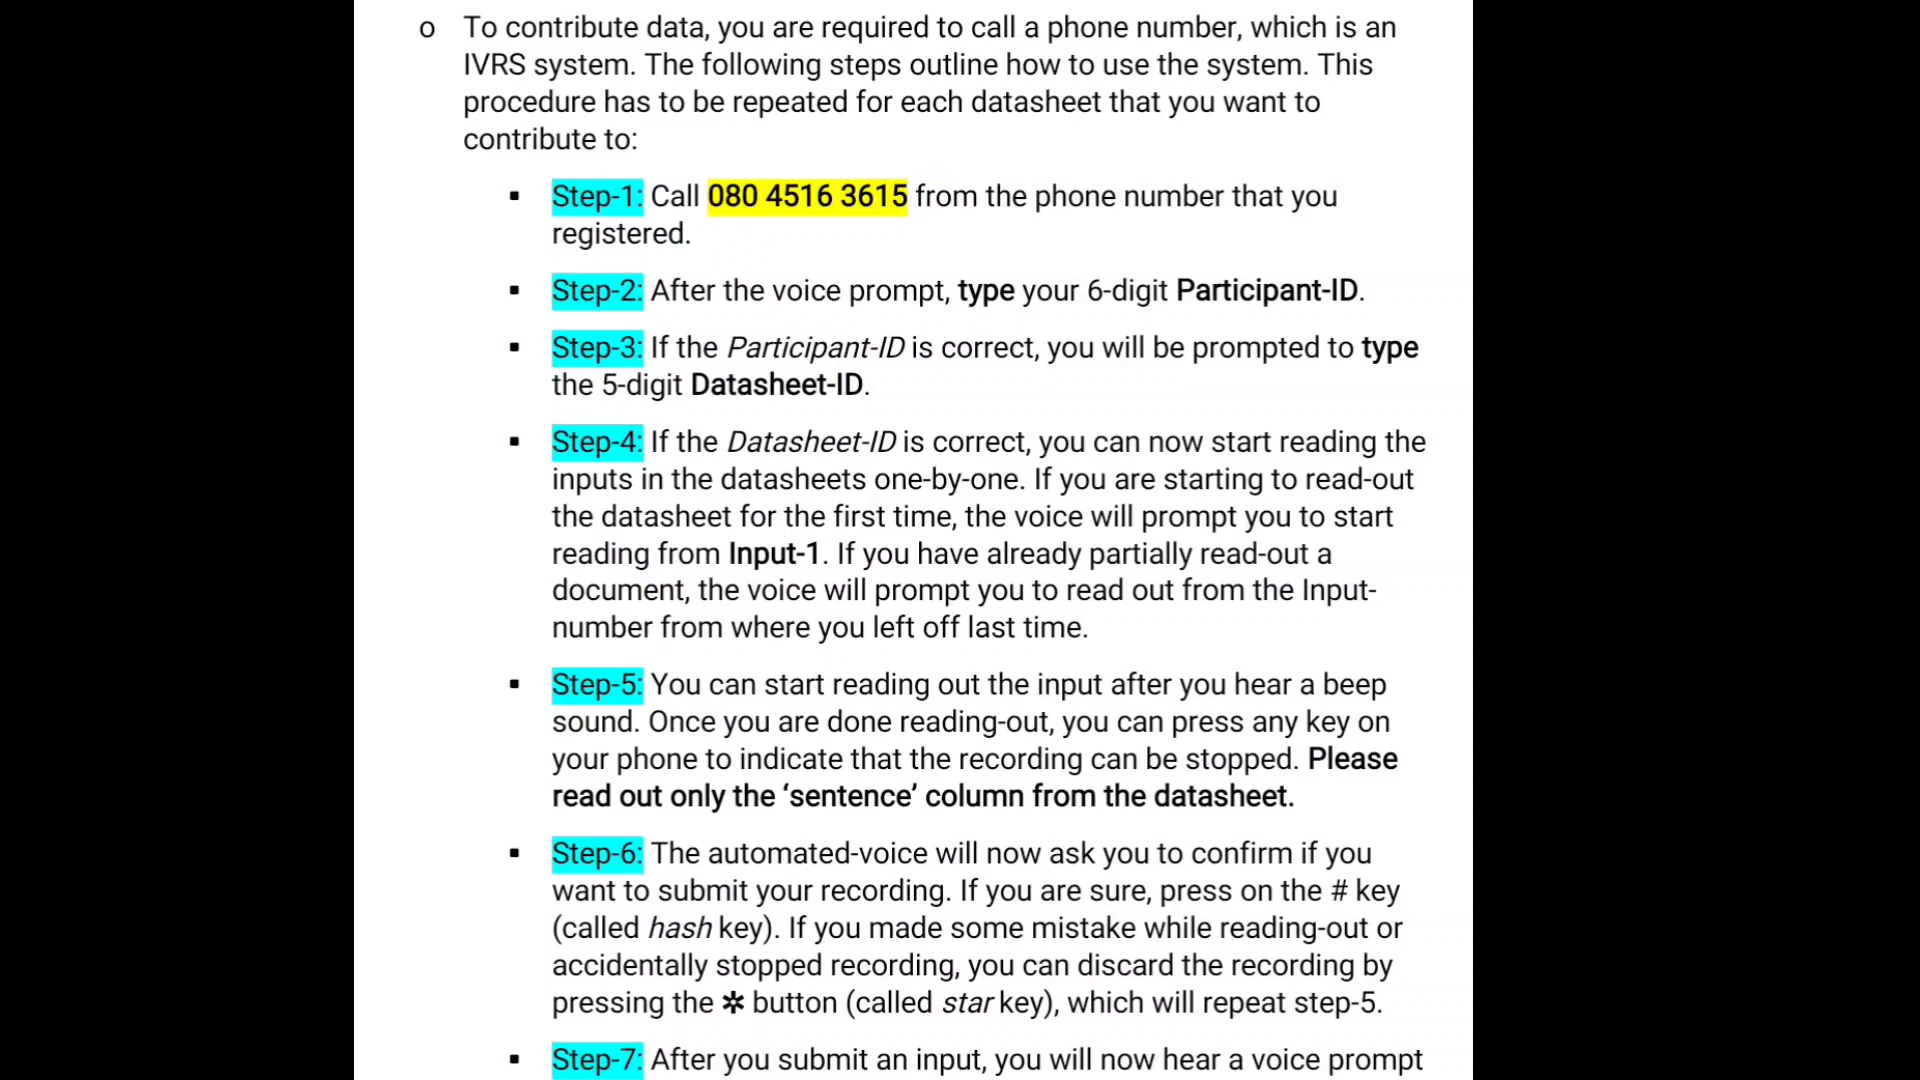 o To contribute data, you are required to call a phone number, which is an
IVRS system. The following steps outline how to use the system. This
procedure has to be repeated for each datasheet that you want to
contribute to:
▪ Step-1: Call 080 4516 3615 from the phone number that you
registered.
▪ Step-2: After the voice prompt, type your 6-digit Participant-ID.
▪ Step-3: If the Participant-ID is correct, you will be prompted to type
the 5-digit Datasheet-ID.
▪ Step-4: If the Datasheet-ID is correct, you can now start reading the
inputs in the datasheets one-by-one. If you are starting to read-out
the datasheet for the first time, the voice will prompt you to start
reading from Input-1. If you have already partially read-out a
document, the voice will prompt you to read out from the Input-
number from where you left off last time.
▪ Step-5: You can start reading out the input after you hear a beep
sound. Once you are done reading-out, you can press any key on
your phone to indicate that the recording can be stopped. Please
read out only the ‘sentence’ column from the datasheet.
▪ Step-6: The automated-voice will now ask you to confirm if you
want to submit your recording. If you are sure, press on the # key
(called hash key). If you made some mistake while reading-out or
accidentally stopped recording, you can discard the recording by
pressing the ✲ button (called star key), which will repeat step-5.
▪ Step-7: After you submit an input, you will now hear a voice prompt